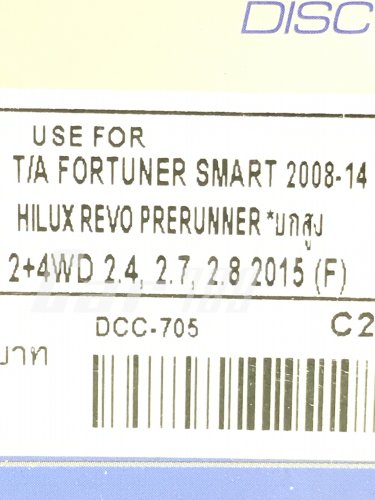 DISC
USE FOR
T/A FORTUNER SMART 2008-14
HILUX REVO PRERUNNER *ยกสูง
2+4WD 2.4, 2.7, 2.8 2015 (F)
DCC-705
C2
บาท